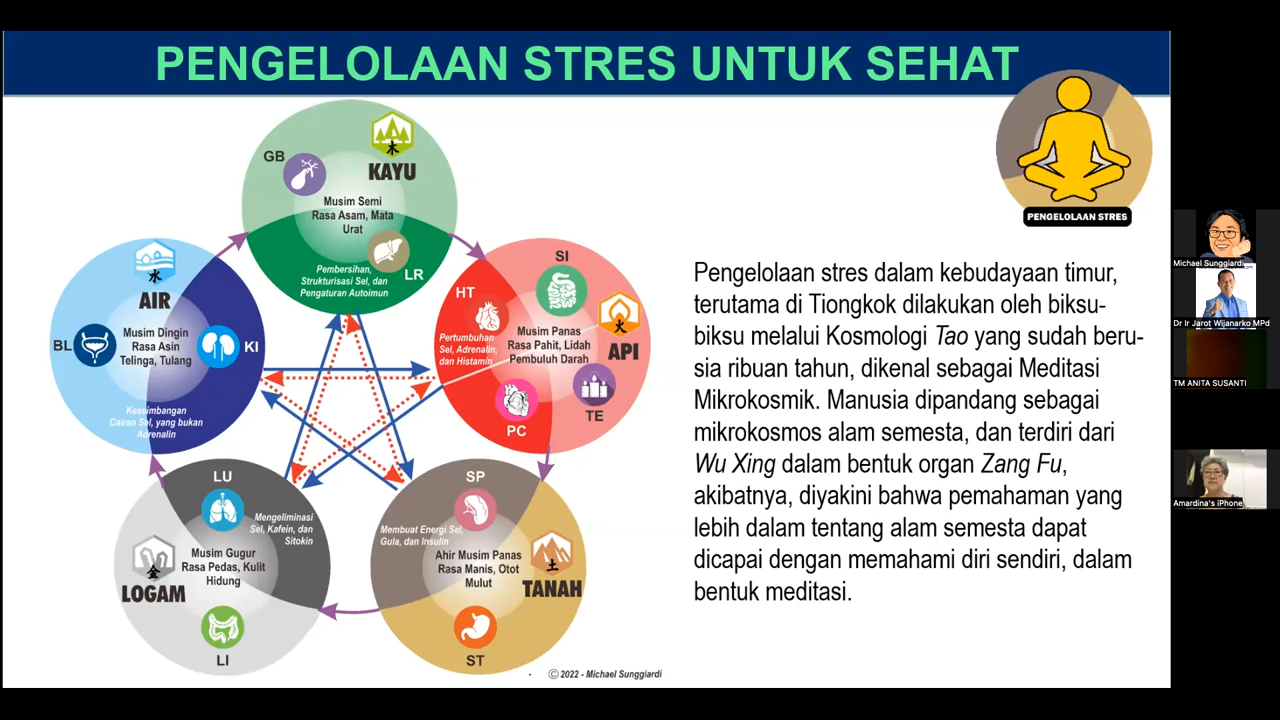 PENGELOLAAN STRES UNTUK SEHAT
PENGELOLAAN STRES
GB
木
KAYU
Musim Semi
Rasa Asam, Mata
Urat
LR
Pembersihan,
Strukturisasi Sel, dan
Pengaturan Autoimun
水
AIR
BL
Musim Dingin
Rasa Asin
Telinga, Tulang
KI
Keseimbangan
Cairan Sel, yang bukan
Adrenalin
SI
HT
火
API
Pertumbuhan
Sel, Adrenalin,
dan Histamin
Musim Panas
Rasa Pahit, Lidah
Pembuluh Darah
TE
PC
LU
Mengeliminasi
Sel, Kafein, dan
Sitokin
Musim Gugur
Rasa Pedas, Kulit
Hidung
金
LOGAM
LI
SP
Membuat Energi Sel,
Gula, dan Insulin
Ahir Musim Panas
Rasa Manis, Otot
Mulut
土
TANAH
ST
Ⓒ 2022 - Michael Sunggiardi
Pengelolaan stres dalam kebudayaan timur,
terutama di Tiongkok dilakukan oleh biksu-
biksu melalui Kosmologi Tao yang sudah beru-
sia ribuan tahun, dikenal sebagai Meditasi
Mikrokosmik. Manusia dipandang sebagai
mikrokosmos alam semesta, dan terdiri dari
Wu Xing dalam bentuk organ Zang Fu,
akibatnya, diyakini bahwa pemahaman yang
lebih dalam tentang alam semesta dapat
dicapai dengan memahami diri sendiri, dalam
bentuk meditasi.
Michael Sunggiardi
Dr Ir Jarot Wijanarko MPd
TM ANITA SUSANTI
Amardina's iPhone